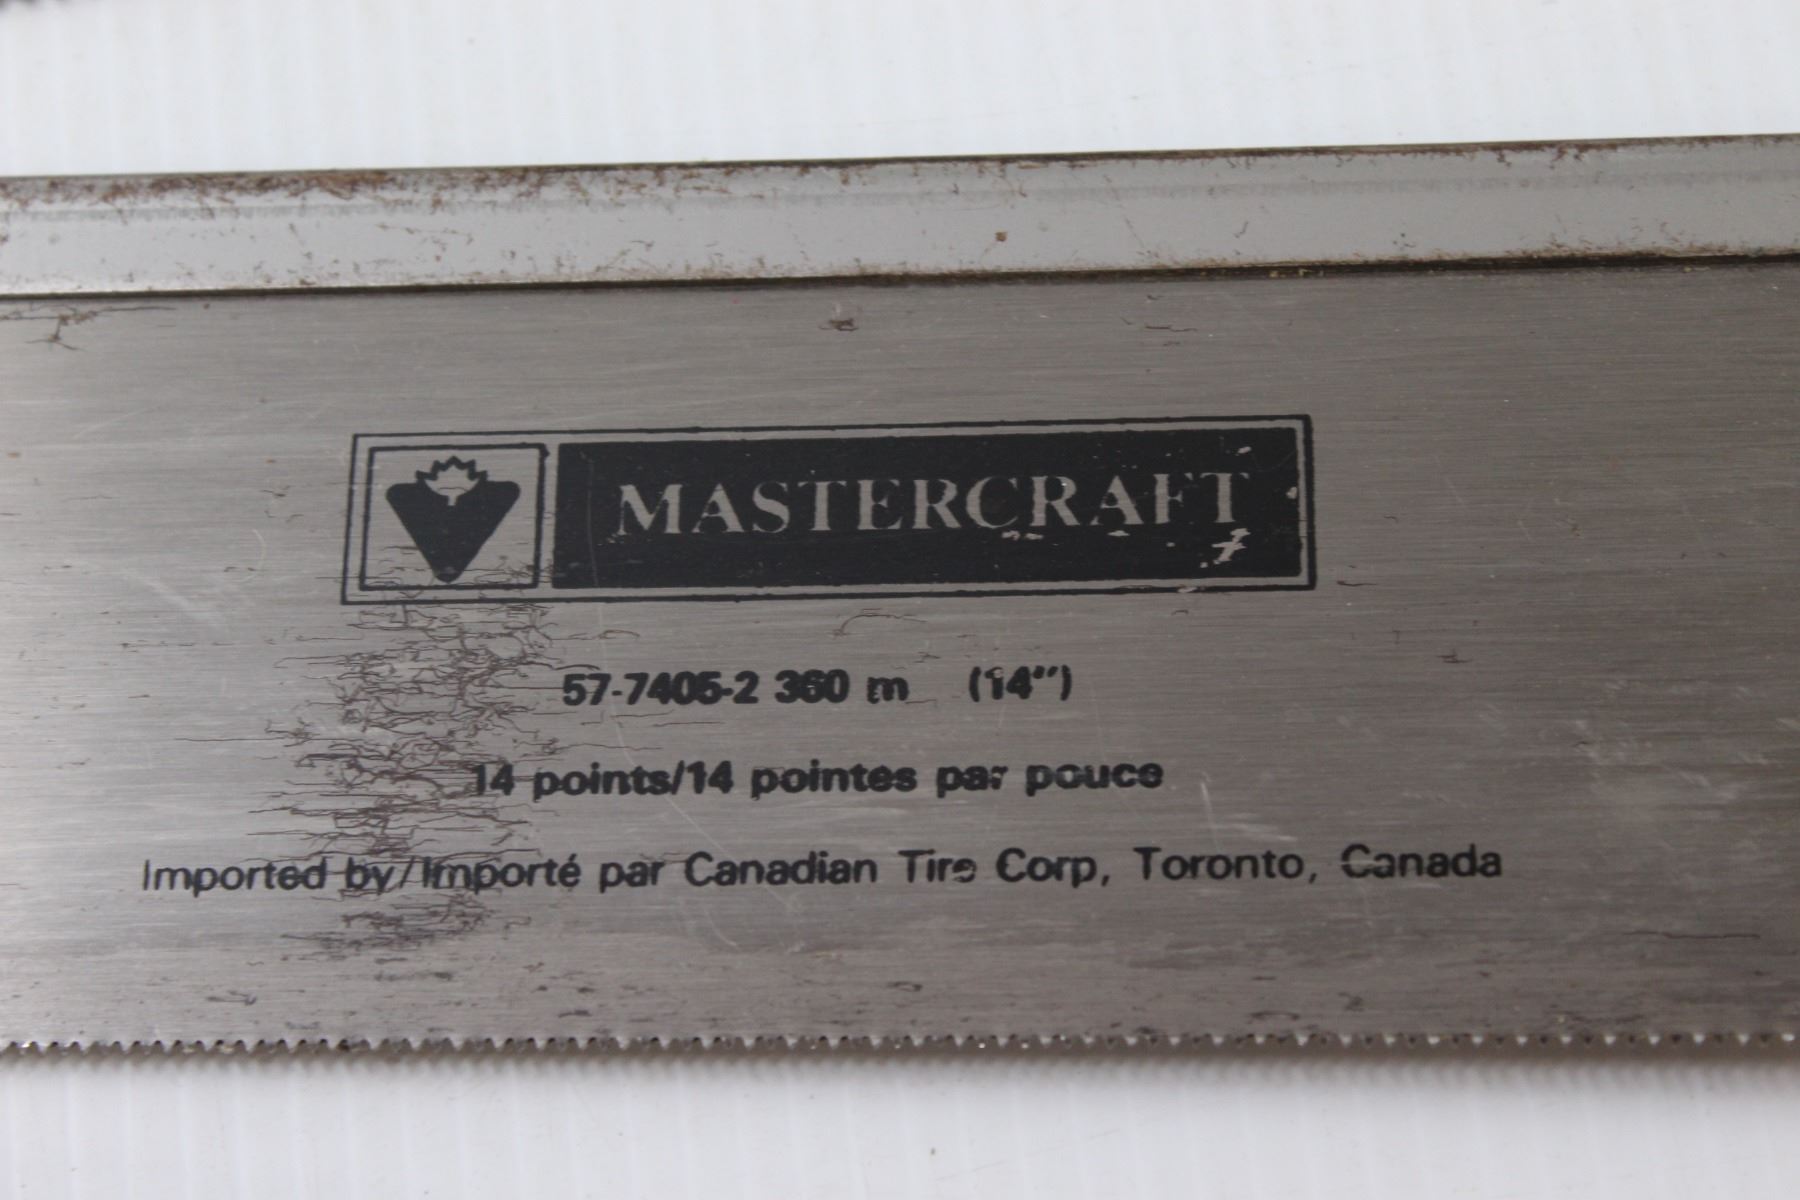 MASTERCRAFT
57-7405-2 360 m (14")
14 points/14 pointes par pouce
Imported by/Importé par Canadian Tire Corp, Toronto, Canada